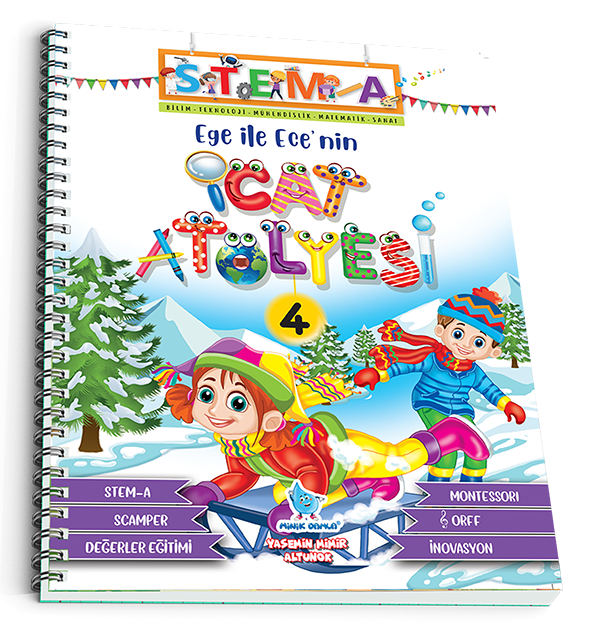 STEM-A
BİLİM - TEKNOLOJİ - MÜHENDİSLİK - MATEMATİK - SANAT
Ege ile Ece'nin
İCAT
ATÖLYESİ
4
STEM-A
SCAMPER
DEĞERLER EĞİTİMİ
MONTESSORI
ORFF
İNOVASYON
MİNİK DAMLA
YASEMİN MİMİR
ALTUNOK